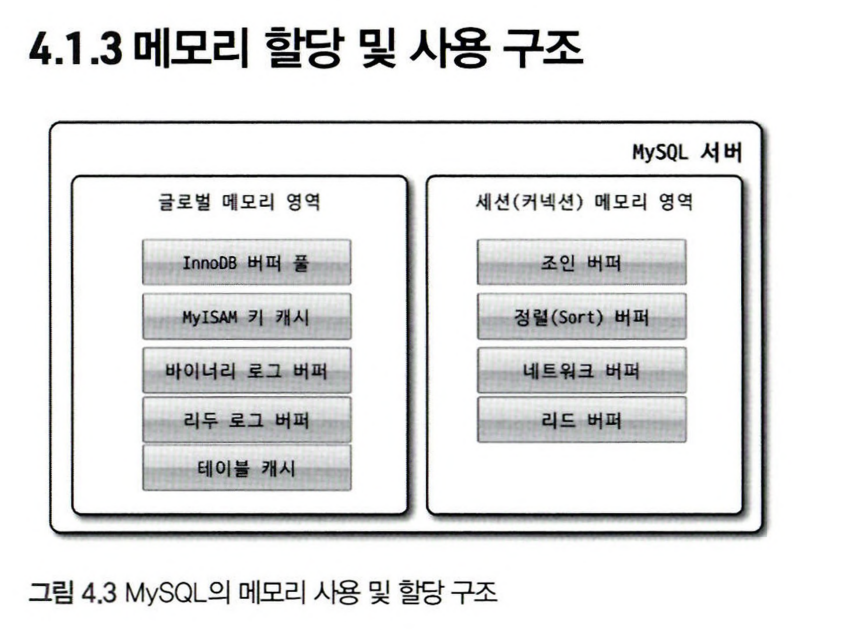 4.1.3 메모리 할당 및 사용 구조
MySQL 서버
글로벌 메모리 영역
InnoDB 버퍼 풀
MyISAM 키 캐시
바이너리 로그 버퍼
리두 로그 버퍼
테이블 캐시
세션(커넥션) 메모리 영역
조인 버퍼
정렬(Sort) 버퍼
네트워크 버퍼
리드 버퍼
그림 4.3 MySQL의 메모리 사용 및 할당 구조